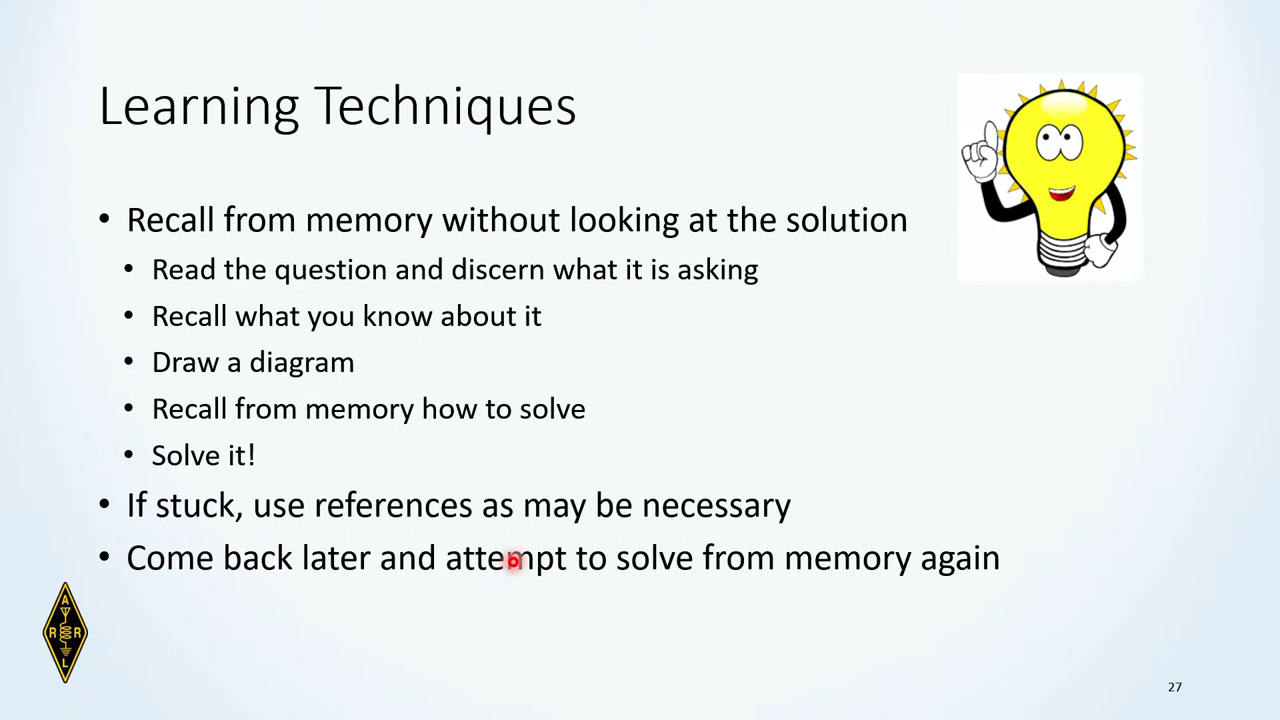 Learning Techniques
• Recall from memory without looking at the solution
• Read the question and discern what it is asking
• Recall what you know about it
• Draw a diagram
• Recall from memory how to solve
• Solve it!
• If stuck, use references as may be necessary
• Come back later and attempt to solve from memory again
A
R R
L
27